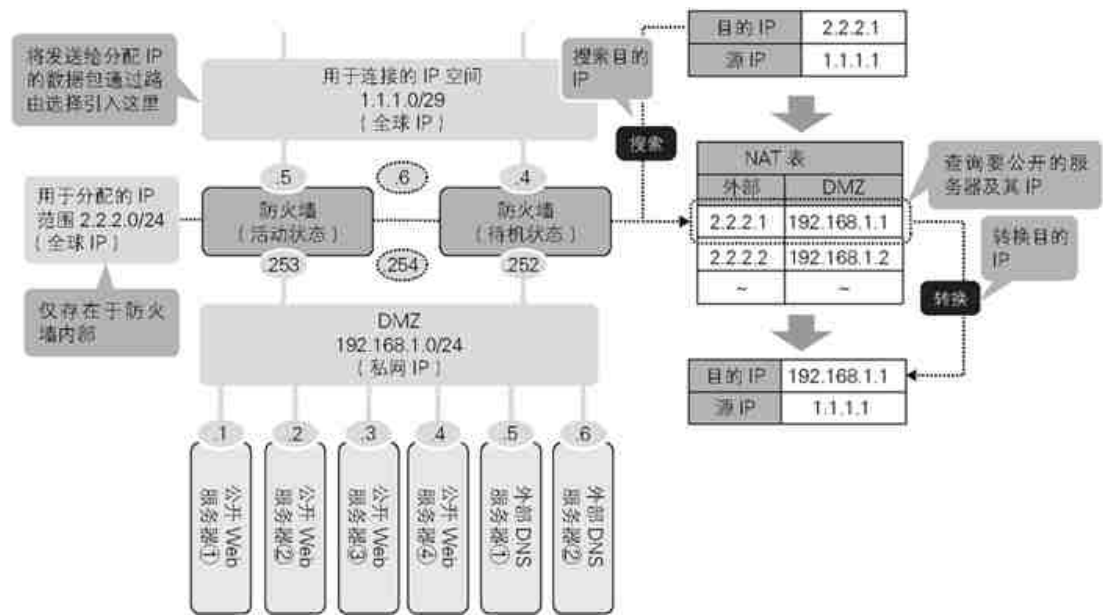 将发送给分配 IP
的数据包通过路
由选择引入这里
用于连接的 IP 空间
1.1.1.0/29
（全球 IP）
搜索目的
IP
目的 IP 2.2.2.1
源 IP 1.1.1.1
搜索
.5 .6 .4
用于分配的 IP
范围 2.2.2.0/24
（全球 IP）
防火墙
（活动状态）
防火墙
（待机状态）
NAT 表
外部 DMZ
2.2.2.1 192.168.1.1
2.2.2.2 192.168.1.2
~ ~
查询要公开的服
务器及其 IP
转换目的
IP
转换
.253 .254 .252
仅存在于防火
墙内部
DMZ
192.168.1.0/24
（私网 IP）
目的 IP 192.168.1.1
源 IP 1.1.1.1
.1 .2 .3 .4 .5 .6
公开 Web
服务器①
公开 Web
服务器②
公开 Web
服务器③
公开 Web
服务器④
外部 DNS
服务器①
外部 DNS
服务器②